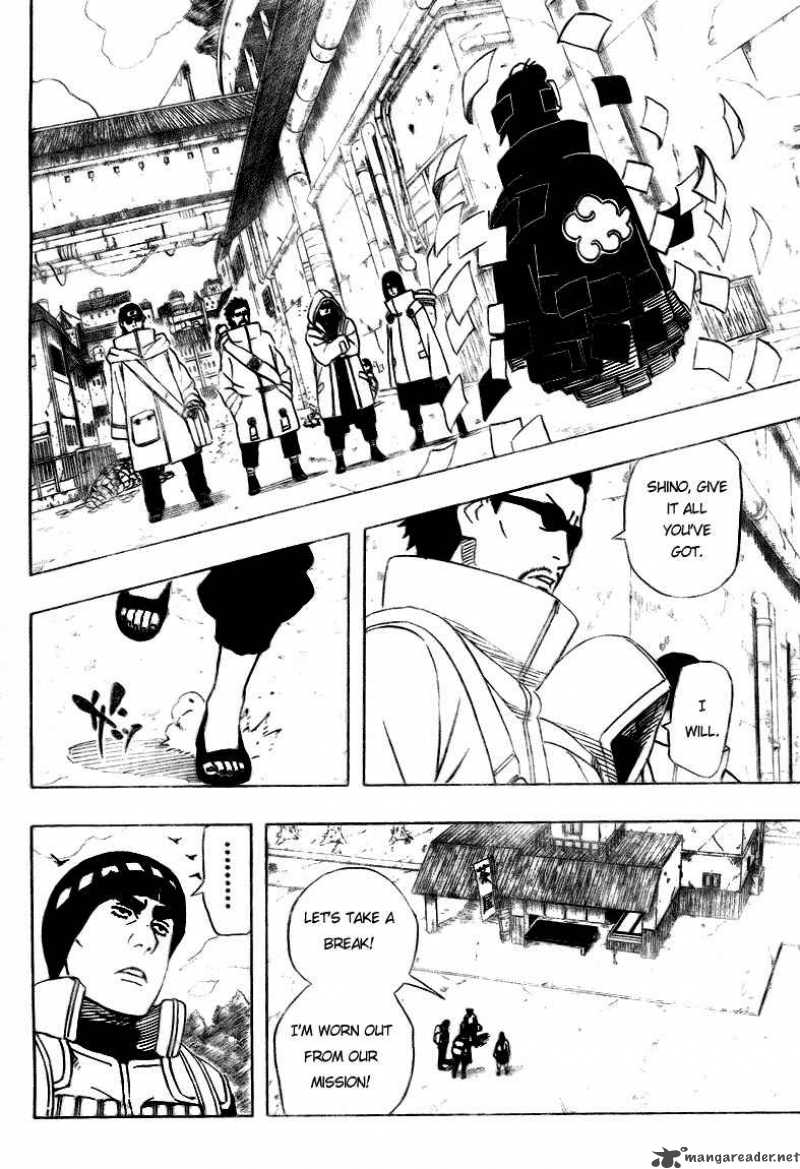 SHINO, GIVE
IT ALL
YOU'VE
GOT.
I
WILL.
LET'S TAKE A
BREAK!
I'M WORN OUT
FROM OUR
MISSION!
........
mangareader.net